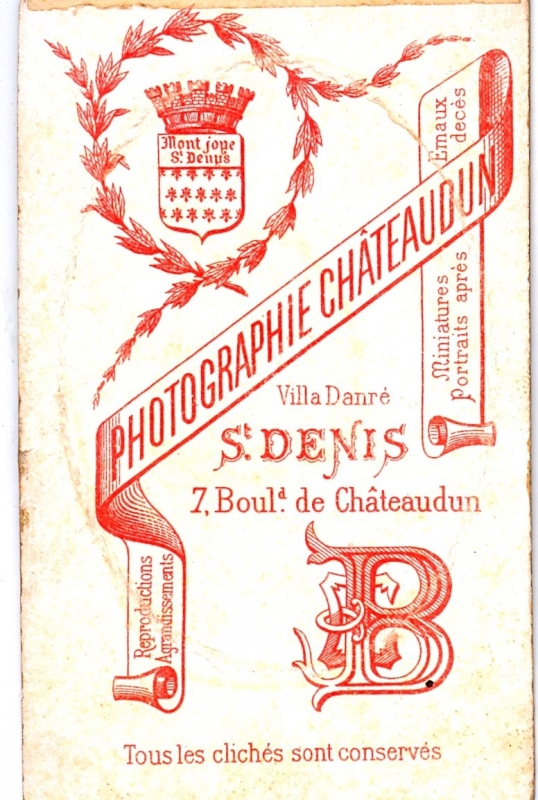 Mont joye
St Denys
PHOTOGRAPHIE CHÂTEAUDUN
Emaux
decès
Miniatures
Portraits après
Villa Danré
St. DENIS
7, Bould. de Châteaudun
Reproductions
Agrandissements
B
Tous les clichés sont conservés